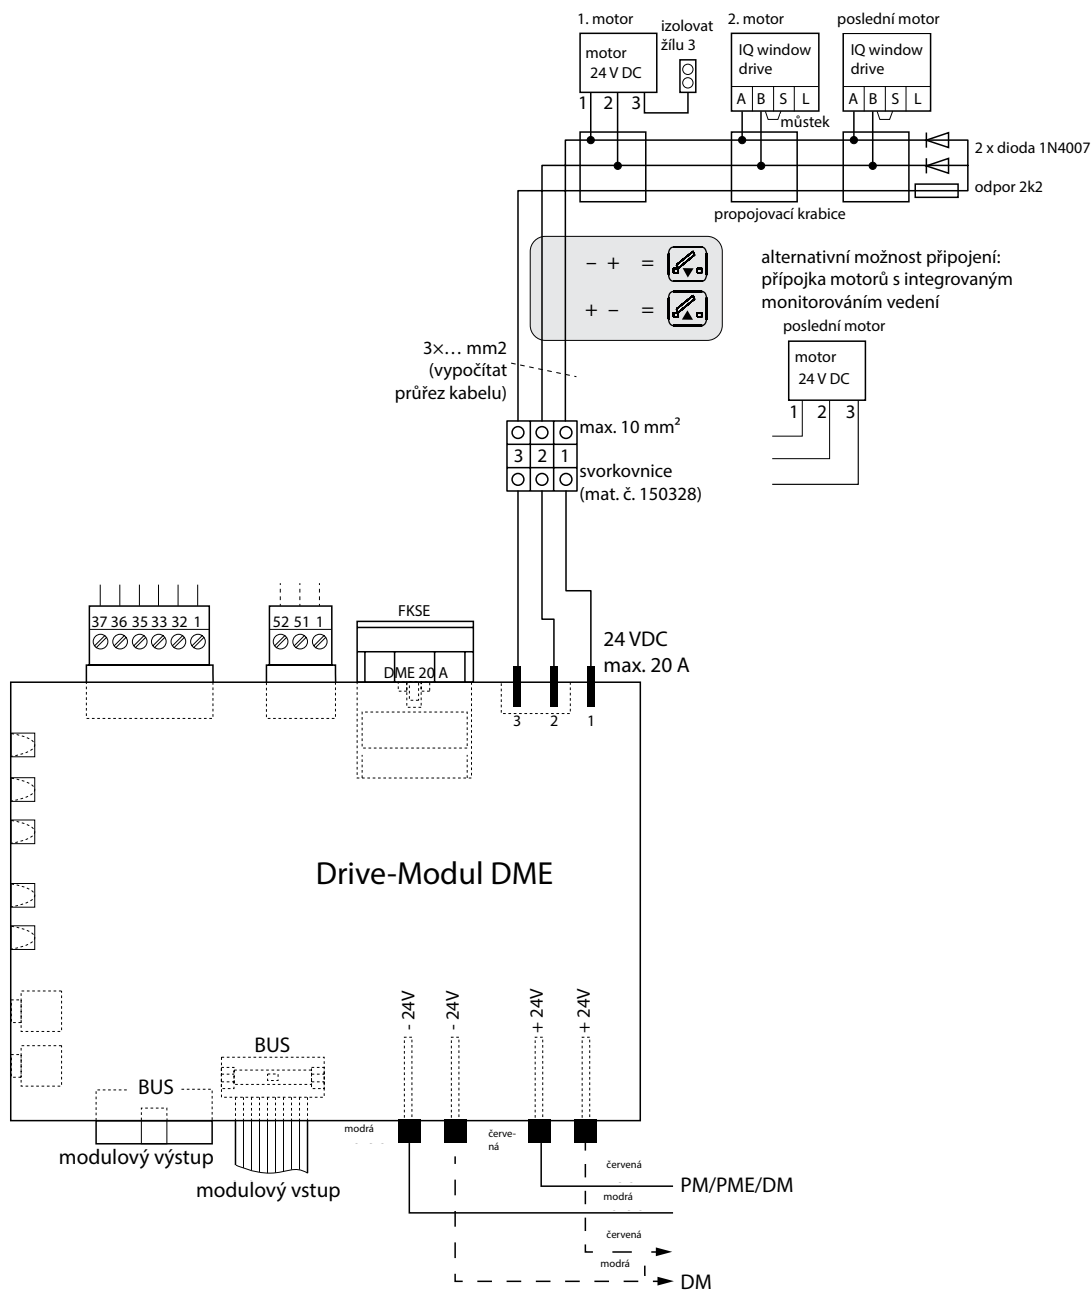 1. motor
izolovat
žílu 3
2. motor
poslední motor
motor
24 V DC
1 2 3
IQ window
drive
A B S L
IQ window
drive
A B S L
můstek
2 x dioda 1N4007
odpor 2k2
propojovací krabice
– + =
+ – =
alternativní možnost připojení:
přípojka motorů s integrovaným
monitorováním vedení
poslední motor
motor
24 V DC
1 2 3
3×… mm2
(vypočítat
průřez kabelu)
max. 10 mm²
3 2 1
svorkovnice
(mat. č. 150328)
37 36 35 33 32 1
52 51 1
FKSE
DME 20 A
24 VDC
max. 20 A
3 2 1
Drive-Modul DME
- 24V
- 24V
+ 24V
+ 24V
BUS
BUS
modulový výstup
modulový vstup
modrá
červe-
ná
červená
PM/PME/DM
modrá
červená
modrá
DM